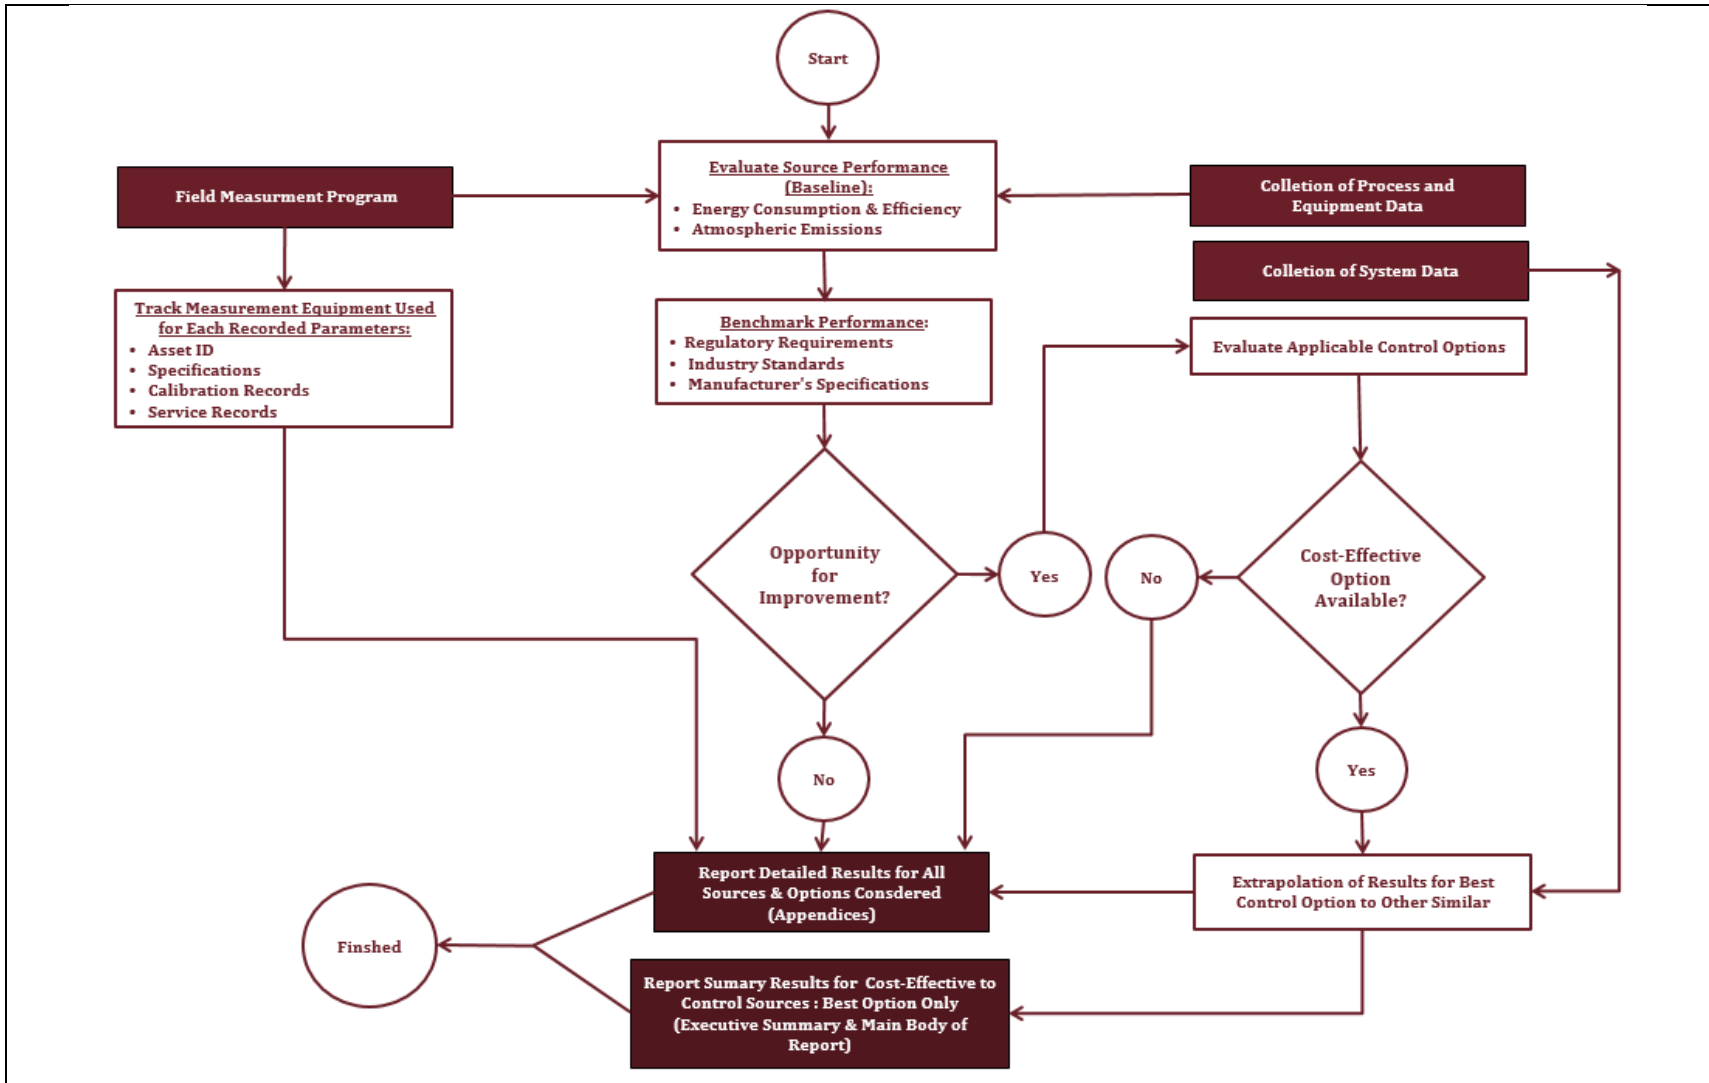 Start
Field Measurment Program
Evaluate Source Performance
(Baseline):
• Energy Consumption & Efficiency
• Atmospheric Emissions
Colletion of Process and
Equipment Data
Colletion of System Data
Track Measurement Equipment Used
for Each Recorded Parameters:
• Asset ID
• Specifications
• Calibration Records
• Service Records
Benchmark Performance:
• Regulatory Requirements
• Industry Standards
• Manufacturer's Specifications
Evaluate Applicable Control Options
Opportunity
for
Improvement?
Yes
No
Cost-Effective
Option
Available?
No
Yes
Report Detailed Results for All
Sources & Options Consdered
(Appendices)
Extrapolation of Results for Best
Control Option to Other Similar
Finshed
Report Sumary Results for Cost-Effective to
Control Sources : Best Option Only
(Executive Summary & Main Body of
Report)